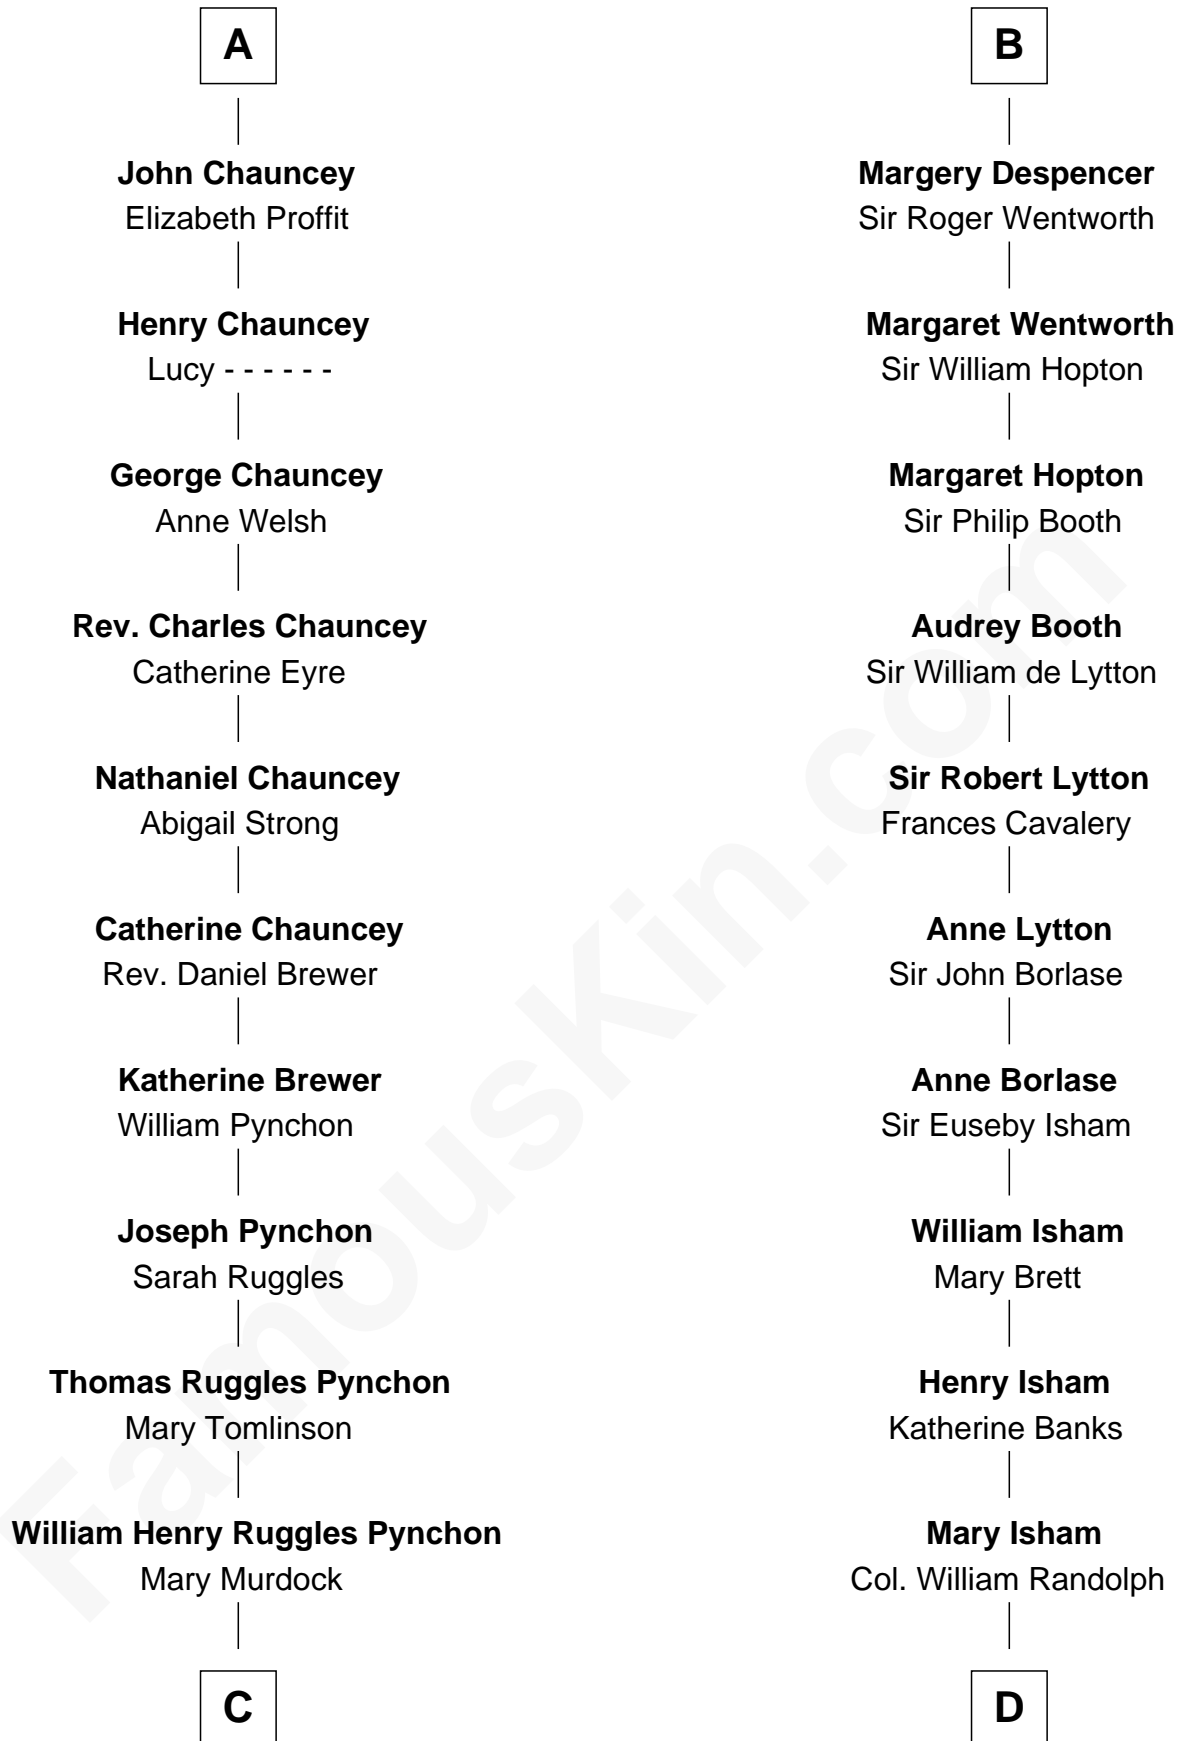 A
John Chauncey
Elizabeth Proffit
Henry Chauncey
Lucy - - - - - -
George Chauncey
Anne Welsh
Rev. Charles Chauncey
Catherine Eyre
Nathaniel Chauncey
Abigail Strong
Catherine Chauncey
Rev. Daniel Brewer
Katherine Brewer
William Pynchon
Joseph Pynchon
Sarah Ruggles
Thomas Ruggles Pynchon
Mary Tomlinson
William Henry Ruggles Pynchon
Mary Murdock
C
B
Margery Despencer
Sir Roger Wentworth
Margaret Wentworth
Sir William Hopton
Margaret Hopton
Sir Philip Booth
Audrey Booth
Sir William de Lytton
Sir Robert Lytton
Frances Cavalery
Anne Lytton
Sir John Borlase
Anne Borlase
Sir Euseby Isham
William Isham
Mary Brett
Henry Isham
Katherine Banks
Mary Isham
Col. William Randolph
D
FamousKin.com